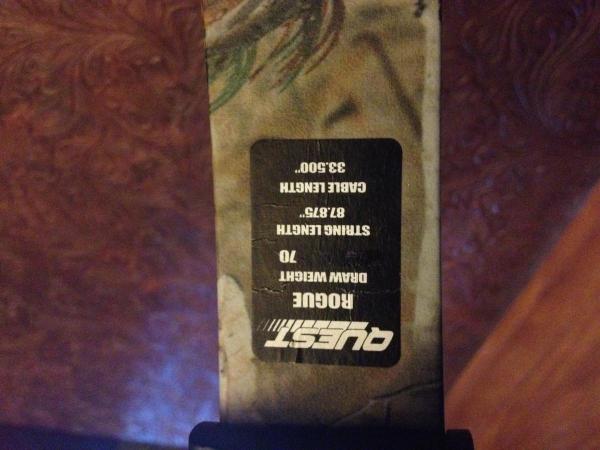 QUEST
ROGUE
DRAW WEIGHT
70
STRING LENGTH
87.875"
CABLE LENGTH
33.500"